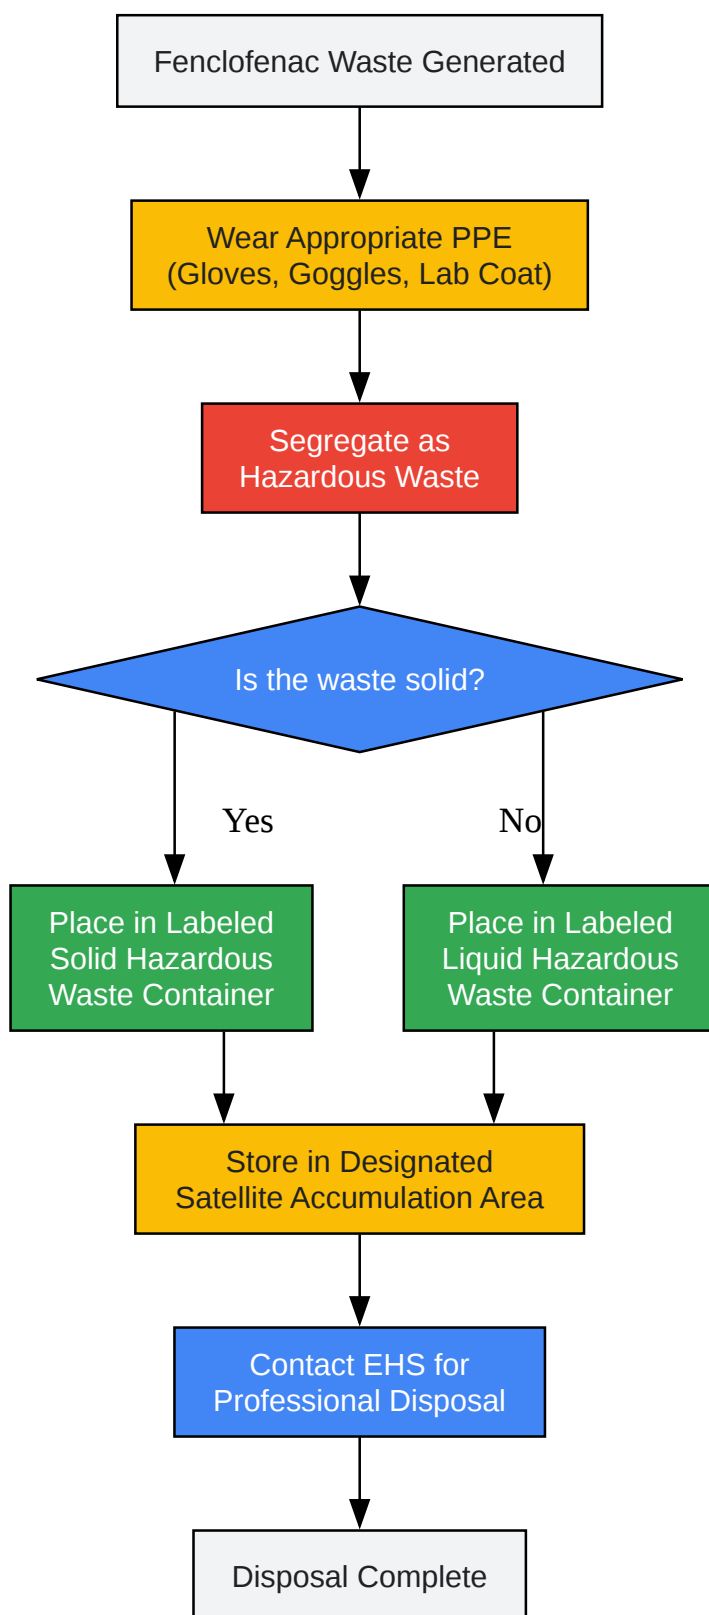 Fenclofenac Waste Generated
Wear Appropriate PPE
(Gloves, Goggles, Lab Coat)
Segregate as
Hazardous Waste
Is the waste solid?
Yes
No
Place in Labeled
Solid Hazardous
Waste Container
Place in Labeled
Liquid Hazardous
Waste Container
Store in Designated
Satellite Accumulation Area
Contact EHS for
Professional Disposal
Disposal Complete